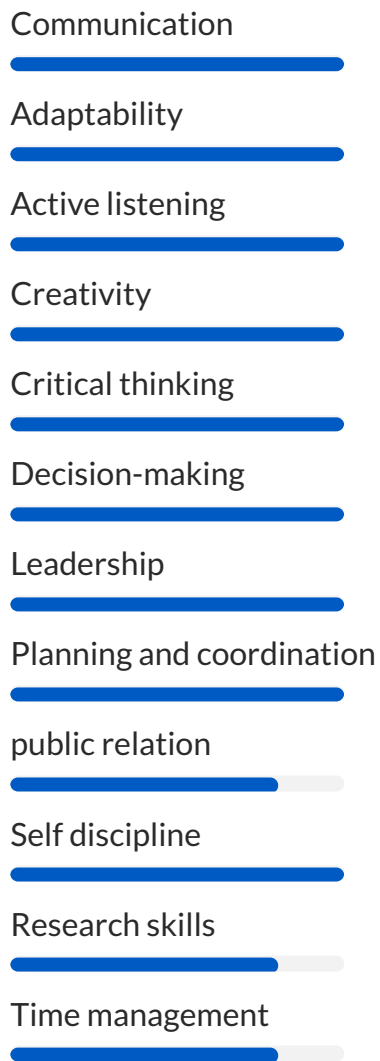 Communication
Adaptability
Active listening
Creativity
Critical thinking
Decision-making
Leadership
Planning and coordination
public relation
Self discipline
Research skills
Time management